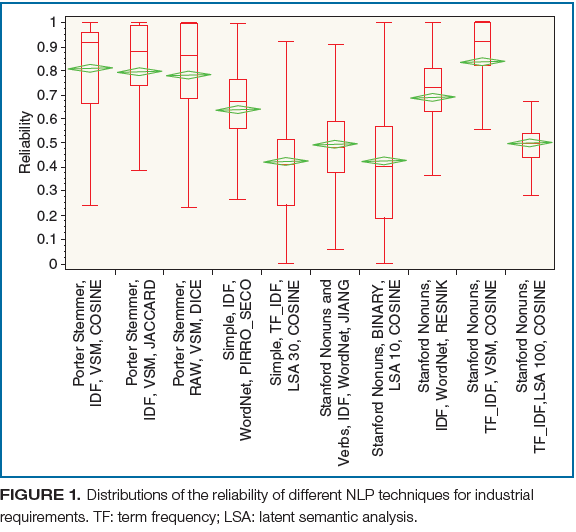 Reliability
1
0.9
0.8
0.7
0.6
0.5
0.4
0.3
0.2
0.1
0
Porter Stemmer,
IDF, VSM, COSINE
Porter Stemmer,
IDF, VSM, JACCARD
Porter Stemmer,
RAW, VSM, DICE
Simple, IDF,
WordNet, PIRRO_SECO
Simple, TF_IDF,
LSA 30, COSINE
Stanford Nonuns and
Verbs, IDF, WordNet, JIANG
Stanford Nonuns, BINARY,
LSA 10, COSINE
Stanford Nonuns,
IDF, WordNet, RESNIK
Stanford Nonuns,
TF_IDF, VSM, COSINE
Stanford Nonuns,
TF_IDF,LSA 100, COSINE
FIGURE 1. Distributions of the reliability of different NLP techniques for industrial
requirements. TF: term frequency; LSA: latent semantic analysis.